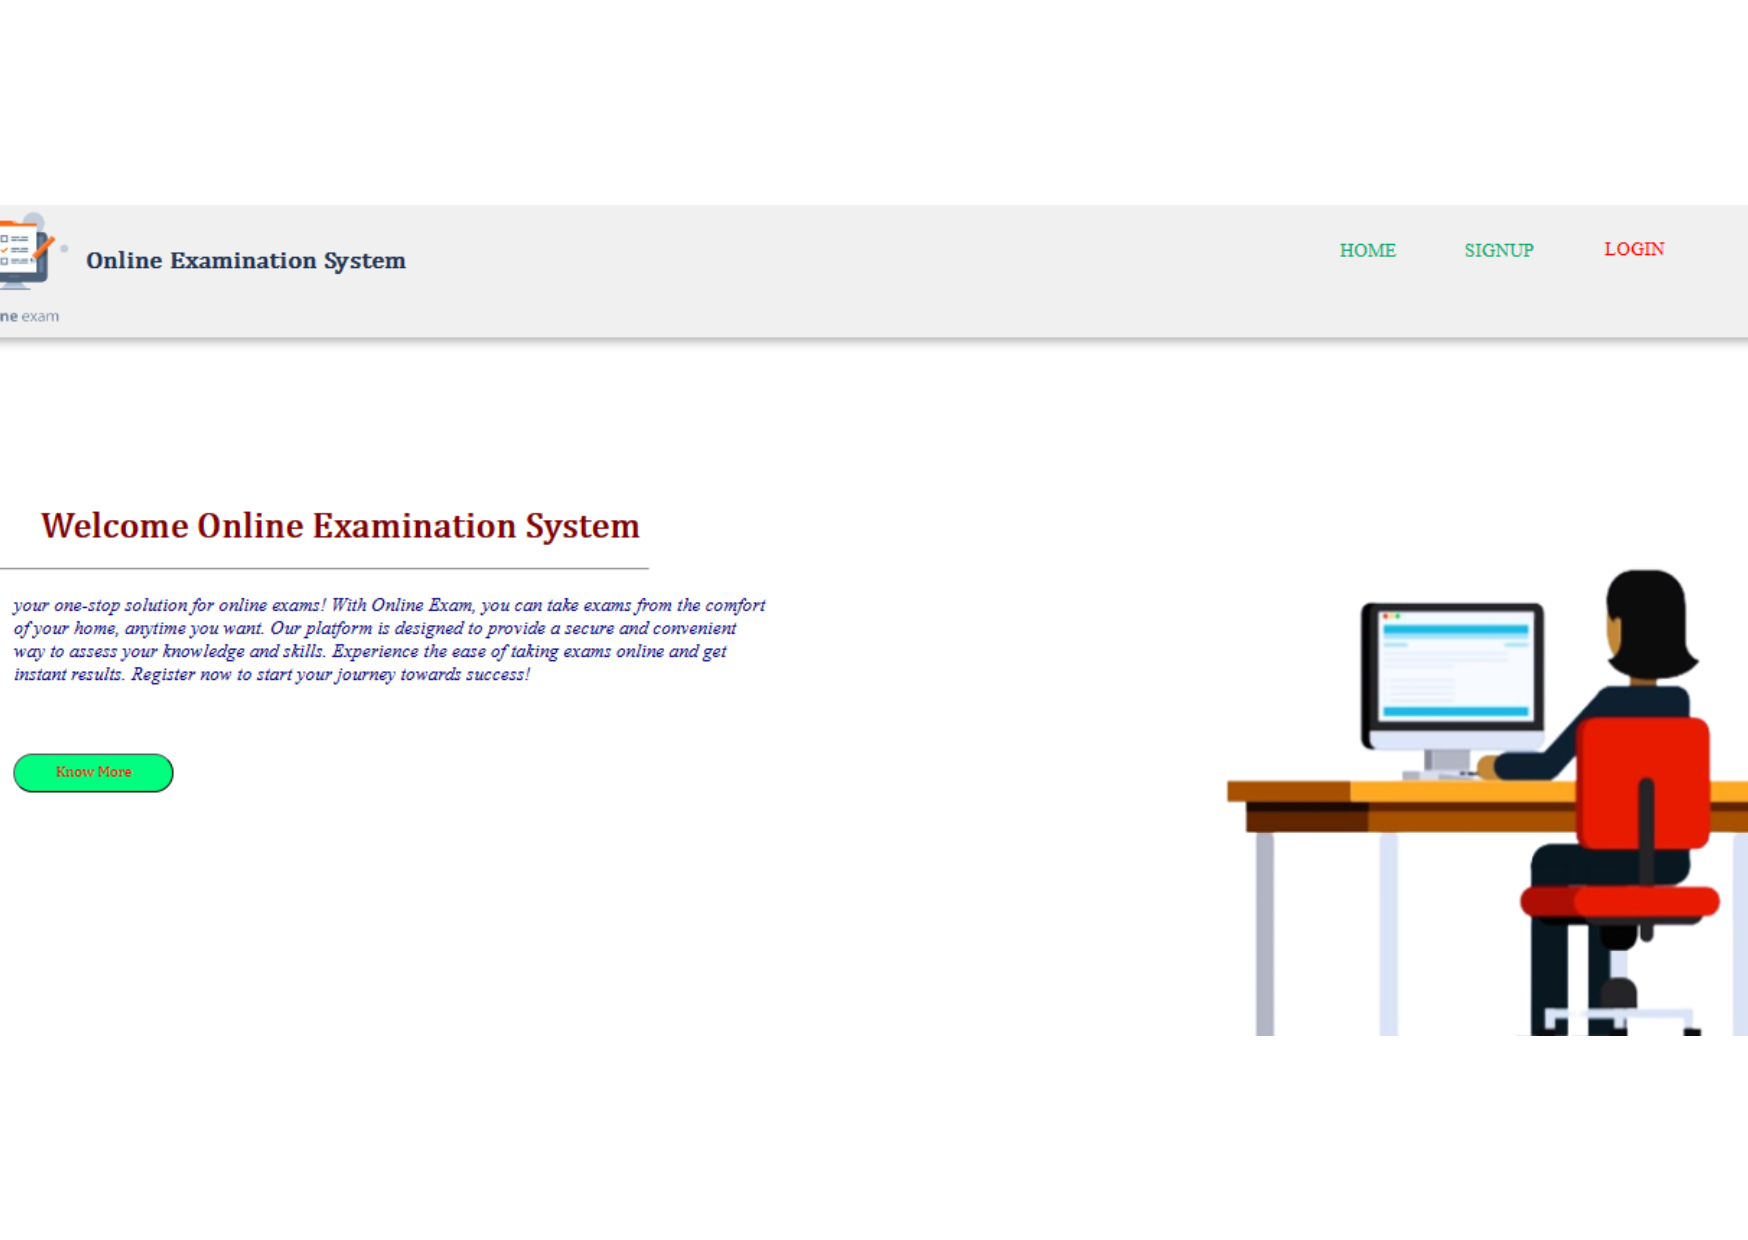 Online Examination System
HOME
SIGNUP
LOGIN
exam
Welcome Online Examination System
your one-stop solution for online exams! With Online Exam, you can take exams from the comfort
of your home, anytime you want. Our platform is designed to provide a secure and convenient
way to assess your knowledge and skills. Experience the ease of taking exams online and get
instant results. Register now to start your journey towards success!
Know More